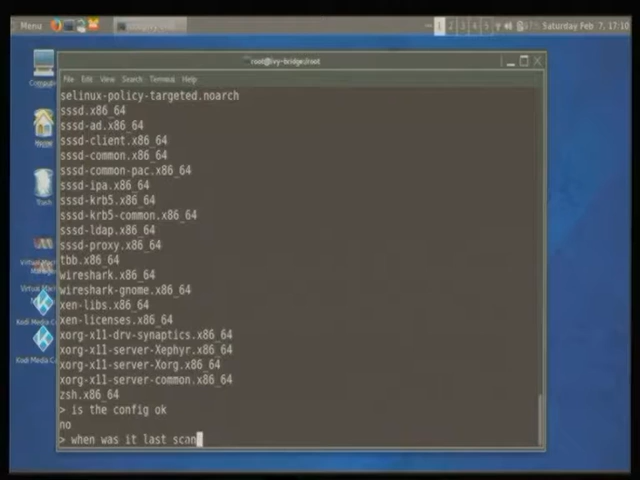 Menu
1 2 3 4 5
Saturday Feb 7, 17:10
root@ivy-bridge:/root
File Edit View Search Terminal Help
selinux-policy-targeted.noarch
sssd.x86_64
sssd-ad.x86_64
sssd-client.x86_64
sssd-common.x86_64
sssd-common-pac.x86_64
sssd-ipa.x86_64
sssd-krb5.x86_64
sssd-krb5-common.x86_64
sssd-ldap.x86_64
sssd-proxy.x86_64
tbb.x86_64
wireshark.x86_64
wireshark-gnome.x86_64
xen-libs.x86_64
xen-licenses.x86_64
xorg-x11-drv-synaptics.x86_64
xorg-x11-server-Xephyr.x86_64
xorg-x11-server-Xorg.x86_64
xorg-x11-server-common.x86_64
zsh.x86_64
> is the config ok
no
> when was it last scan
Trash
Kodi Media C
Kodi Media C